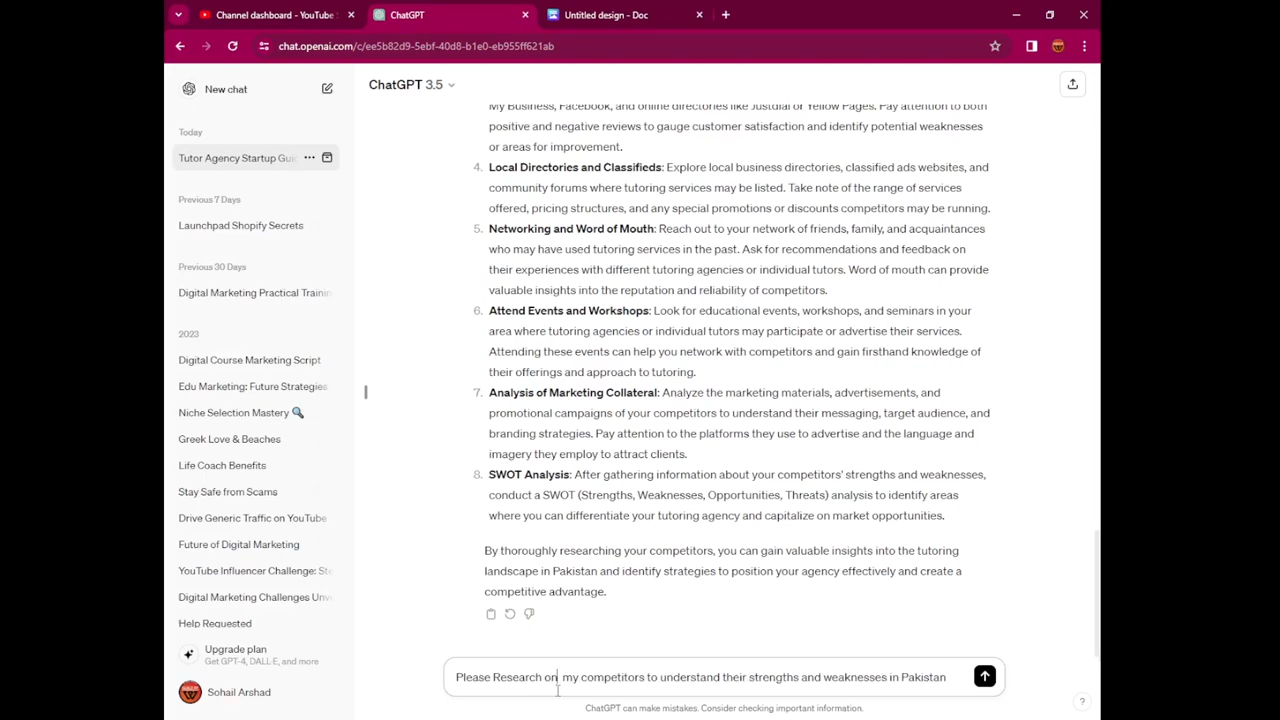 Channel dashboard - YouTube
ChatGPT
Untitled design - Doc
chat.openai.com/c/ee5b82d9-5ebf-40d8-b1e0-eb955ff621ab
New chat
Today
Tutor Agency Startup Gui
Previous 7 Days
Launchpad Shopify Secrets
Previous 30 Days
Digital Marketing Practical Trainin
2023
Digital Course Marketing Script
Edu Marketing: Future Strategies
Niche Selection Mastery 🔍
Greek Love & Beaches
Life Coach Benefits
Stay Safe from Scams
Drive Generic Traffic on YouTube
Future of Digital Marketing
YouTube Influencer Challenge: Ste
Digital Marketing Challenges Unv
Help Requested
Upgrade plan
Get GPT-4, DALL·E, and more
Sohail Arshad
ChatGPT 3.5
My Business, Facebook, and online directories like Justdial or Yellow Pages. Pay attention to both
positive and negative reviews to gauge customer satisfaction and identify potential weaknesses
or areas for improvement.
4. Local Directories and Classifieds: Explore local business directories, classified ads websites, and
community forums where tutoring services may be listed. Take note of the range of services
offered, pricing structures, and any special promotions or discounts competitors may be running.
5. Networking and Word of Mouth: Reach out to your network of friends, family, and acquaintances
who may have used tutoring services in the past. Ask for recommendations and feedback on
their experiences with different tutoring agencies or individual tutors. Word of mouth can provide
valuable insights into the reputation and reliability of competitors.
6. Attend Events and Workshops: Look for educational events, workshops, and seminars in your
area where tutoring agencies or individual tutors may participate or advertise their services.
Attending these events can help you network with competitors and gain firsthand knowledge of
their offerings and approach to tutoring.
7. Analysis of Marketing Collateral: Analyze the marketing materials, advertisements, and
promotional campaigns of your competitors to understand their messaging, target audience, and
branding strategies. Pay attention to the platforms they use to advertise and the language and
imagery they employ to attract clients.
8. SWOT Analysis: After gathering information about your competitors' strengths and weaknesses,
conduct a SWOT (Strengths, Weaknesses, Opportunities, Threats) analysis to identify areas
where you can differentiate your tutoring agency and capitalize on market opportunities.
By thoroughly researching your competitors, you can gain valuable insights into the tutoring
landscape in Pakistan and identify strategies to position your agency effectively and create a
competitive advantage.
Please Research on my competitors to understand their strengths and weaknesses in Pakistan
ChatGPT can make mistakes. Consider checking important information.
?